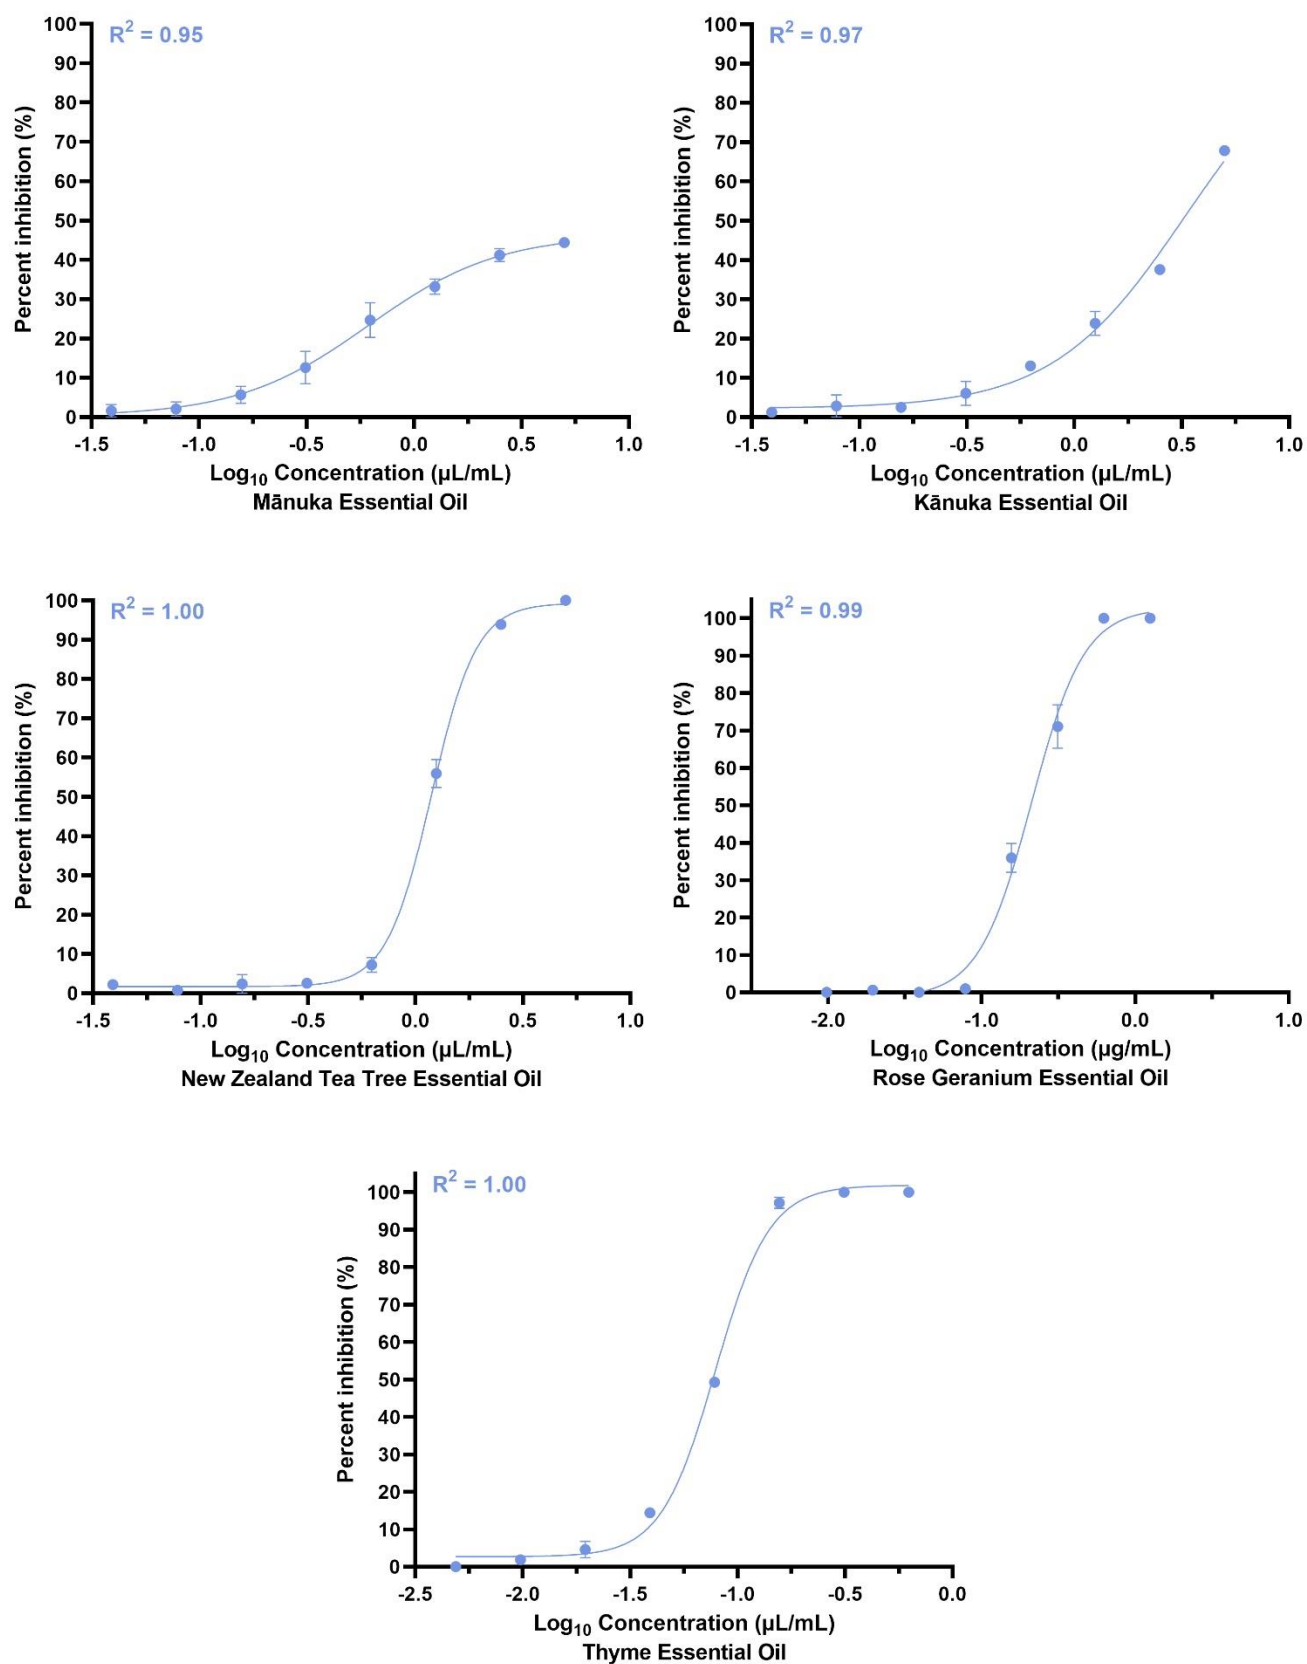 R² = 0.95
Percent inhibition (%)
100
90
80
70
60
50
40
30
20
10
0
-1.5 -1.0 -0.5 0.0 0.5 1.0
Log₁₀ Concentration (µL/mL)
Mānuka Essential Oil
R² = 0.97
Percent inhibition (%)
100
90
80
70
60
50
40
30
20
10
0
-1.5 -1.0 -0.5 0.0 0.5 1.0
Log₁₀ Concentration (µL/mL)
Kānuka Essential Oil
R² = 1.00
Percent inhibition (%)
100
90
80
70
60
50
40
30
20
10
0
-1.5 -1.0 -0.5 0.0 0.5 1.0
Log₁₀ Concentration (µL/mL)
New Zealand Tea Tree Essential Oil
R² = 0.99
Percent inhibition (%)
100
90
80
70
60
50
40
30
20
10
0
-2.0 -1.0 0.0 1.0
Log₁₀ Concentration (µg/mL)
Rose Geranium Essential Oil
R² = 1.00
Percent inhibition (%)
100
90
80
70
60
50
40
30
20
10
0
-2.5 -2.0 -1.5 -1.0 -0.5 0.0
Log₁₀ Concentration (µL/mL)
Thyme Essential Oil